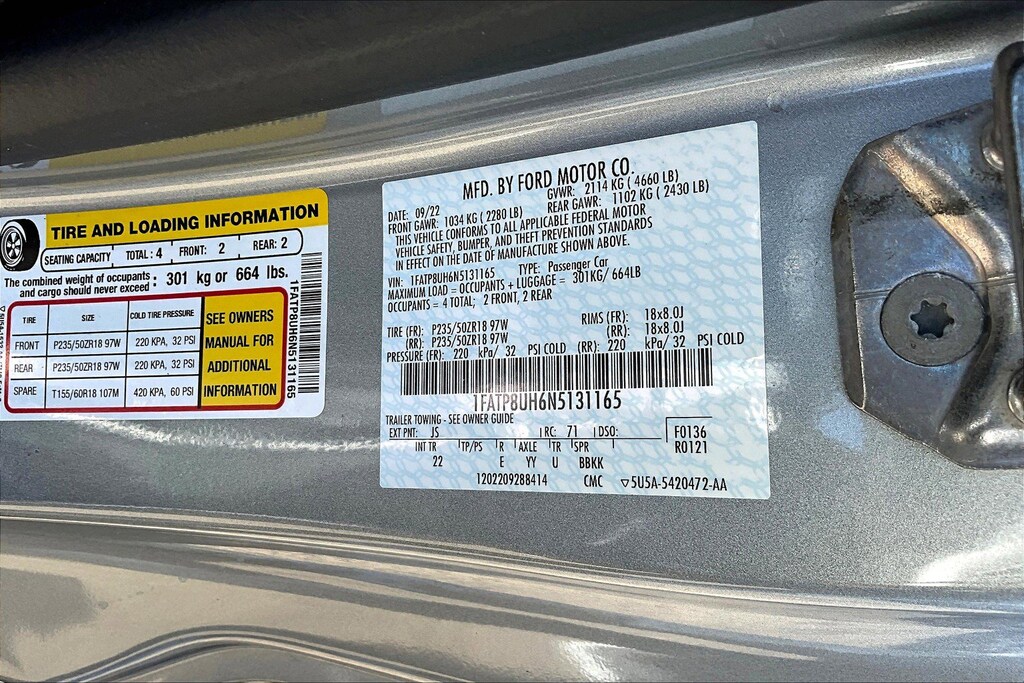 TIRE AND LOADING INFORMATION
SEATING CAPACITY TOTAL: 4 FRONT: 2 REAR: 2
The combined weight of occupants and cargo should never exceed : 301 kg or 664 lbs.
TIRE SIZE COLD TIRE PRESSURE
FRONT P235/50ZR18 97W 220 KPA, 32 PSI
REAR P235/50ZR18 97W 220 KPA, 32 PSI
SPARE T155/60R18 107M 420 KPA, 60 PSI
SEE OWNERS
MANUAL FOR
ADDITIONAL
INFORMATION
1FATP8UH6N5131165
MFD. BY FORD MOTOR CO.
DATE: 09/22 GVWR: 2114 KG ( 4660 LB)
FRONT GAWR: 1034 KG ( 2280 LB) REAR GAWR: 1102 KG ( 2430 LB)
THIS VEHICLE CONFORMS TO ALL APPLICABLE FEDERAL MOTOR
VEHICLE SAFETY, BUMPER, AND THEFT PREVENTION STANDARDS
IN EFFECT ON THE DATE OF MANUFACTURE SHOWN ABOVE.
VIN: 1FATP8UH6N5131165 TYPE: Passenger Car
MAXIMUM LOAD = OCCUPANTS + LUGGAGE = 301KG/ 664LB
OCCUPANTS = 4 TOTAL; 2 FRONT, 2 REAR
TIRE (FR): P235/50ZR18 97W RIMS (FR): 18x8.0J
(RR): P235/50ZR18 97W (RR): 18x8.0J
PRESSURE (FR): 220 kPa/ 32 PSI COLD (RR): 220 kPa/ 32 PSI COLD
1FATP8UH6N5131165
TRAILER TOWING - SEE OWNER GUIDE
EXT PNT: JS RC: 71 DSO: F0136
INT TR TP/PS R AXLE TR SPR R0121
22 E YY U BBKK
1202209288414 CMC ▽5U5A-5420472-AA